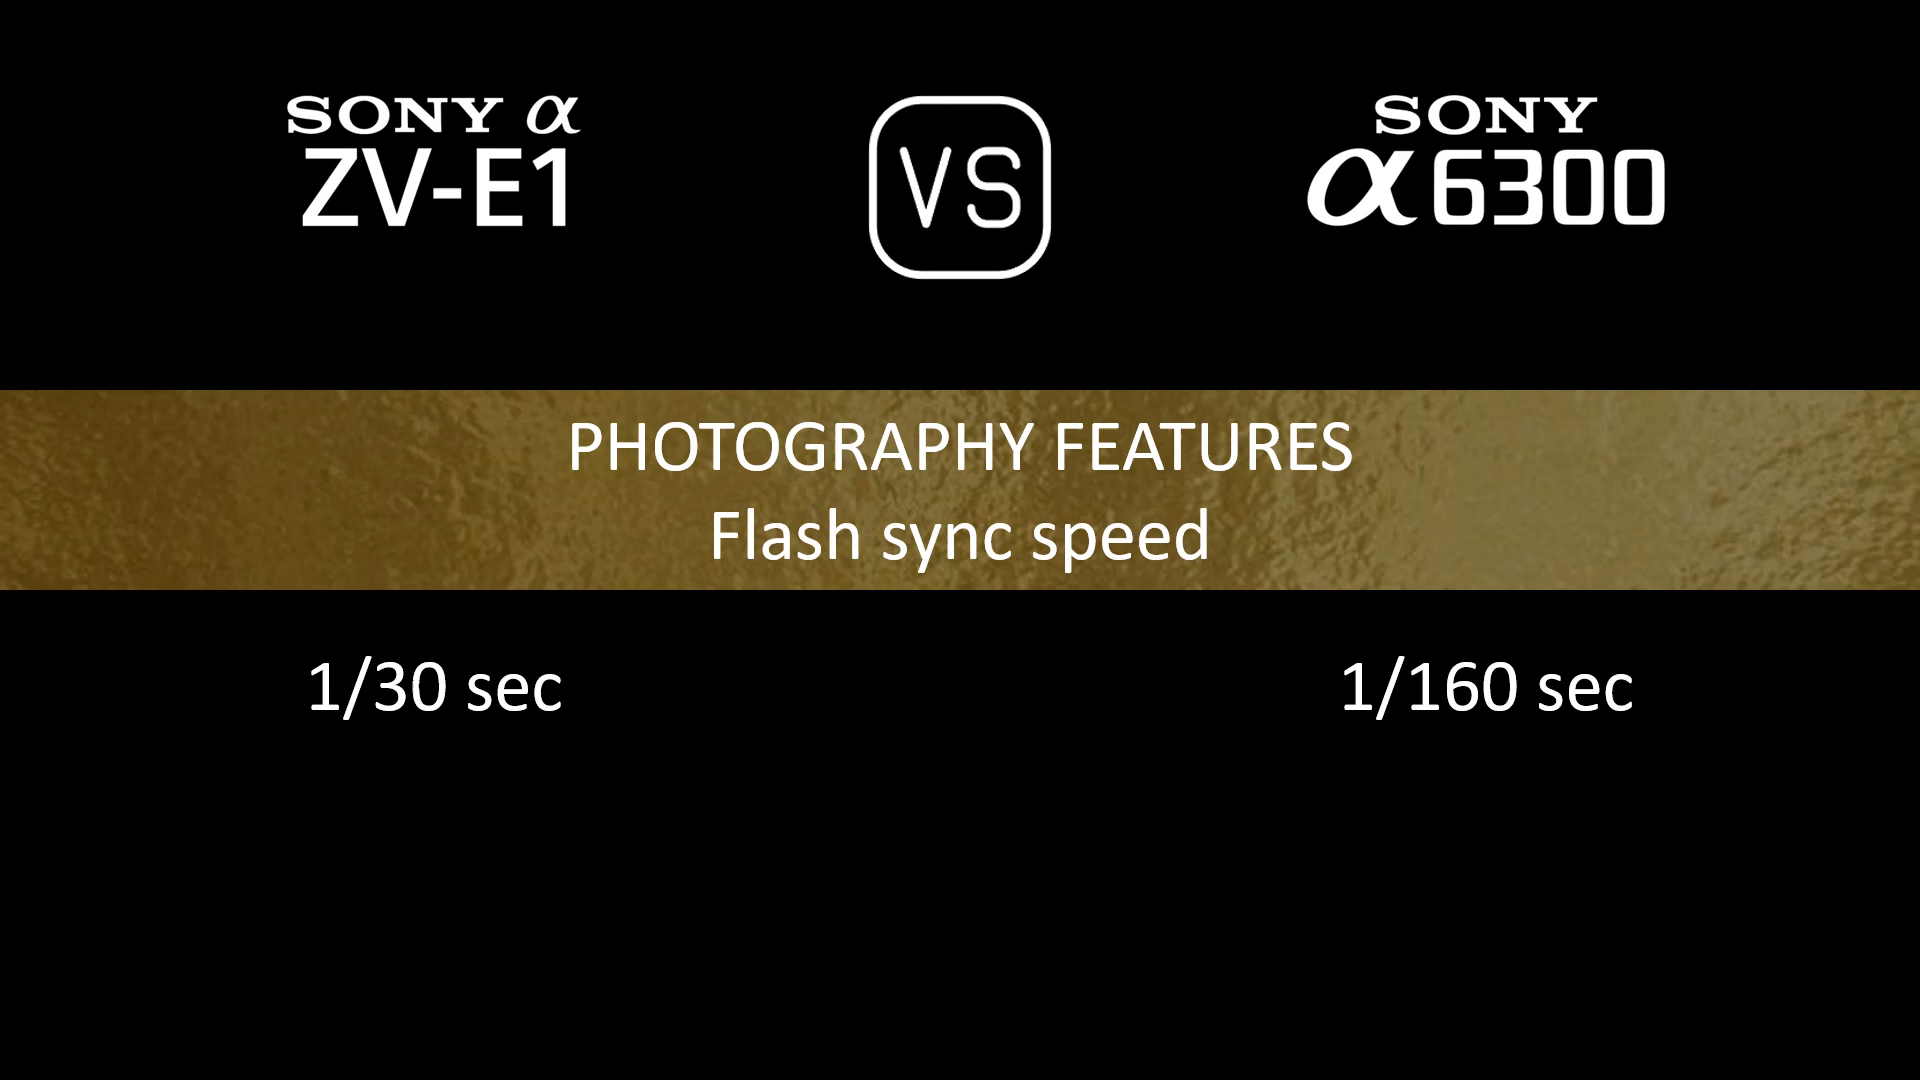 SONY α
ZV-E1
VS
SONY
α6300
PHOTOGRAPHY FEATURES
Flash sync speed
1/30 sec
1/160 sec